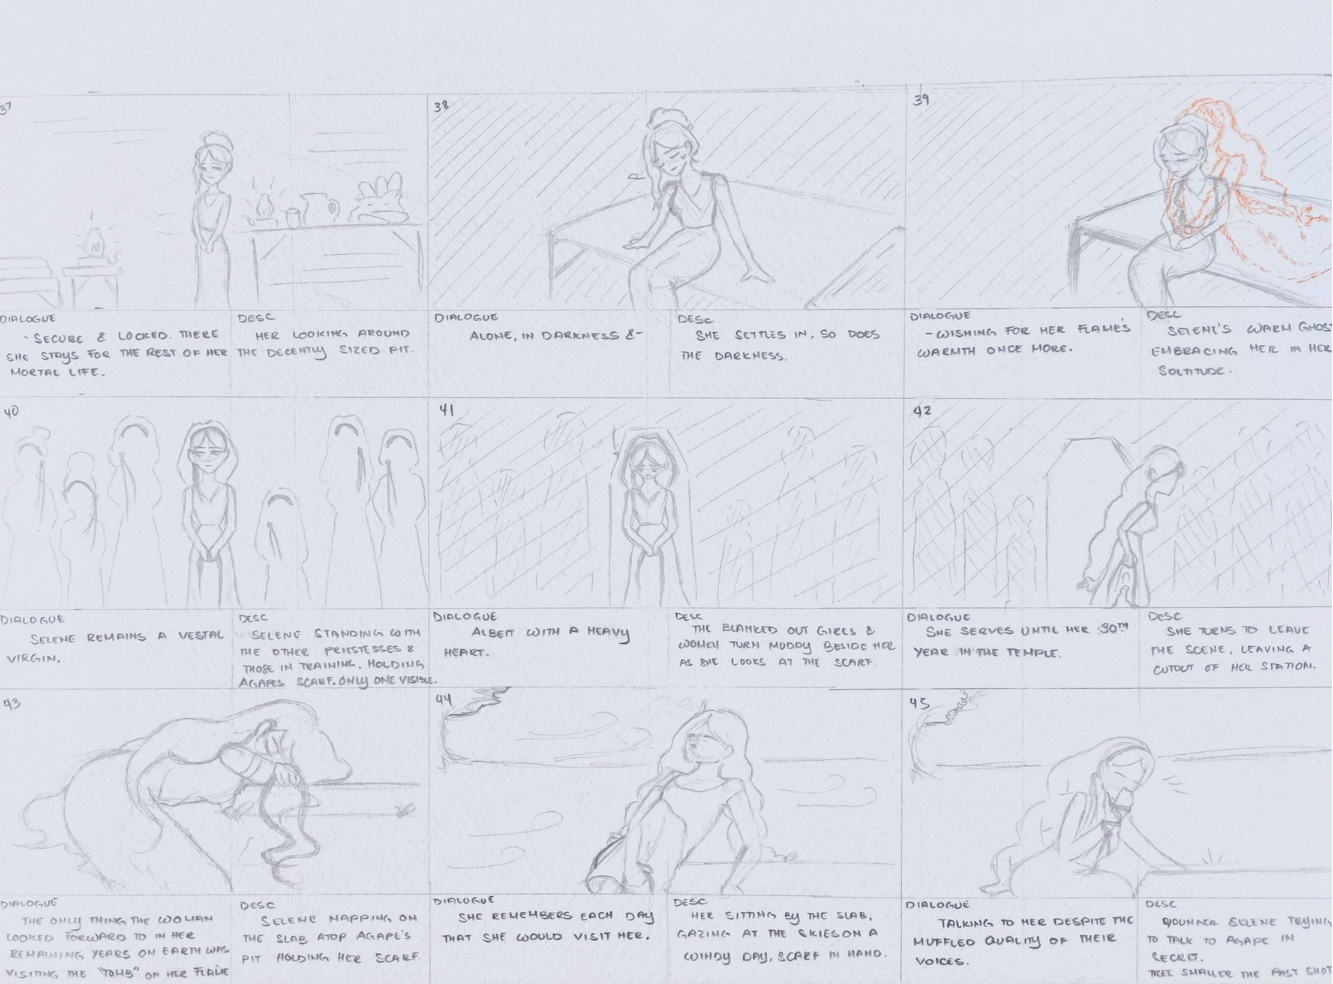 37
DIALOGUE
- SECURE & LOCKED. THERE
SHE STAYS FOR THE REST OF HER
MORTAL LIFE.
DESC
HER LOOKING AROUND
THE DECENTLY SIZED PIT.
38
DIALOGUE
ALONE, IN DARKNESS &-
DESC
SHE SETTLES IN, SO DOES
THE DARKNESS.
39
DIALOGUE
-WISHING FOR HER FLAME'S
WARMTH ONCE MORE.
DESC
SELENE'S WARM GHOST
EMBRACING HER IN HER
SOLTITUDE.
40
DIALOGUE
SELENE REMAINS A VESTAL
VIRGIN,
DESC
SELENE STANDING WITH
THE OTHER PRIESTESSES &
THOSE IN TRAINING, HOLDING
AGAPES SCARF. ONLY ONE VISIBLE.
41
DIALOGUE
ALBEIT WITH A HEAVY
HEART.
DESC
THE BLANKED OUT GIRLS &
WOMEN TURN MUDDY BESIDE HER
AS SHE LOOKS AT THE SCARF.
42
DIALOGUE
SHE SERVES UNTIL HER 30TH
YEAR IN THE TEMPLE.
DESC
SHE TURNS TO LEAVE
THE SCENE, LEAVING A
CUTOUT OF HER STATION.
43
DIALOGUE
THE ONLY THING THE WOMAN
LOOKED FORWARD TO IN HER
REMAINING YEARS ON EARTH WAS
VISITING THE "TOMB" OF HER FLAME
DESC
SELENE NAPPING ON
THE SLAB ATOP AGAPE'S
PIT HOLDING HER SCARF.
44
DIALOGUE
SHE REMEMBERS EACH DAY
THAT SHE WOULD VISIT HER.
DESC
HER SITTING BY THE SLAB,
GAZING AT THE SKIES ON A
WINDY DAY, SCARF IN HAND.
45
DIALOGUE
TALKING TO HER DESPITE THE
MUFFLED QUALITY OF THEIR
VOICES.
DESC
YOUNGER SELENE TRYING
TO TALK TO AGAPE IN
SECRET.
TREE SMALLER THE PAST SHOT